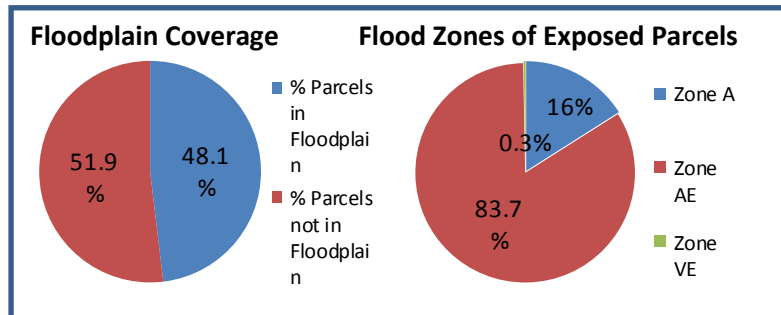 Floodplain Coverage
51.9
%
48.1
%
% Parcels
in
Floodplai
n
% Parcels
not in
Floodplai
n
Flood Zones of Exposed Parcels
16%
0.3%
83.7
%
Zone A
Zone
AE
Zone
VE